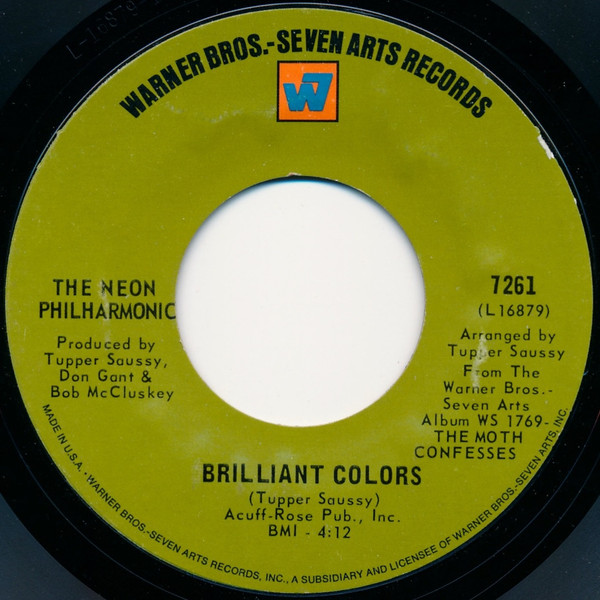 L-16879
WARNER BROS.-SEVEN ARTS RECORDS
W7
THE NEON
PHILHARMONIC
Produced by
Tupper Saussy,
Don Gant &
Bob McCluskey
7261
(L16879)
Arranged by
Tupper Saussy
From The
Warner Bros.-
Seven Arts
Album WS 1769-
THE MOTH
CONFESSES
BRILLIANT COLORS
(Tupper Saussy)
Acuff-Rose Pub., Inc.
BMI - 4:12
MADE IN U.S.A. • WARNER BROS.-SEVEN ARTS RECORDS, INC., A SUBSIDIARY AND LICENSEE OF WARNER BROS.-SEVEN ARTS, INC.